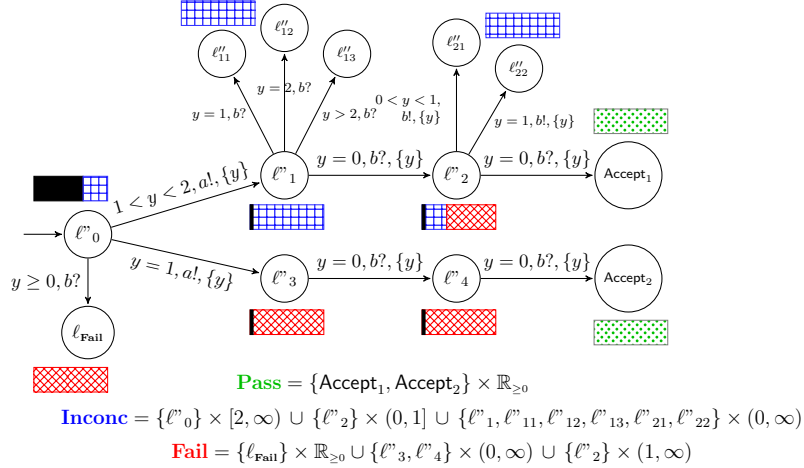 ℓ''₁₂
ℓ''₁₁
ℓ''₁₃
ℓ''₂₁
ℓ''₂₂
y = 1, b?
y = 2, b?
y > 2, b?
0 < y < 1,
b!, {y}
y = 1, b!, {y}
1 < y < 2, a!, {y}
ℓ”₁
y = 0, b?, {y}
ℓ”₂
y = 0, b?, {y}
Accept₁
ℓ”₀
y ≥ 0, b?
y = 1, a!, {y}
ℓ”₃
y = 0, b?, {y}
ℓ”₄
y = 0, b?, {y}
Accept₂
ℓ_Fail
Pass = {Accept₁, Accept₂} × ℝ≥0
Inconc = {ℓ”₀} × [2, ∞) ∪ {ℓ”₂} × (0, 1] ∪ {ℓ”₁, ℓ”₁₁, ℓ”₁₂, ℓ”₁₃, ℓ”₂₁, ℓ”₂₂} × (0, ∞)
Fail = {ℓ_Fail} × ℝ≥0 ∪ {ℓ”₃, ℓ”₄} × (0, ∞) ∪ {ℓ”₂} × (1, ∞)